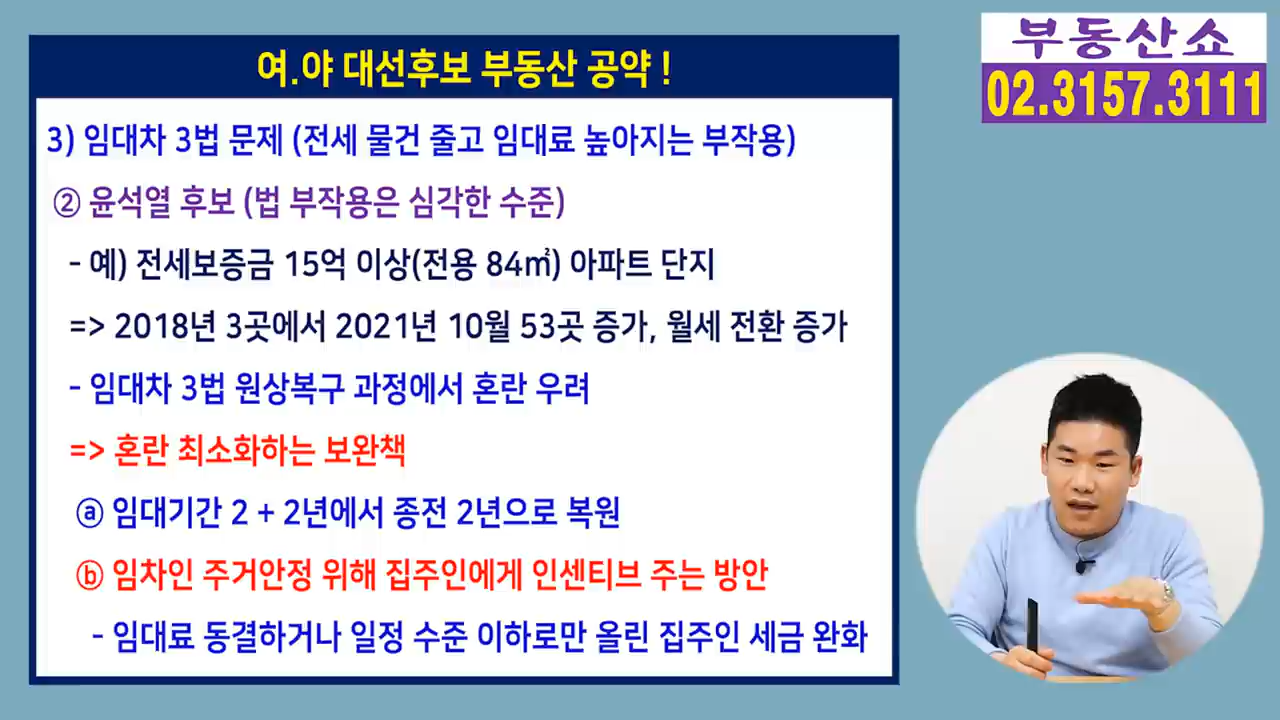 여.야 대선후보 부동산 공약 !
부동산쇼
02.3157.3111
3) 임대차 3법 문제 (전세 물건 줄고 임대료 높아지는 부작용)
② 윤석열 후보 (법 부작용은 심각한 수준)
- 예) 전세보증금 15억 이상(전용 84㎡) 아파트 단지
=> 2018년 3곳에서 2021년 10월 53곳 증가, 월세 전환 증가
- 임대차 3법 원상복구 과정에서 혼란 우려
=> 혼란 최소화하는 보완책
ⓐ 임대기간 2 + 2년에서 종전 2년으로 복원
ⓑ 임차인 주거안정 위해 집주인에게 인센티브 주는 방안
- 임대료 동결하거나 일정 수준 이하로만 올린 집주인 세금 완화